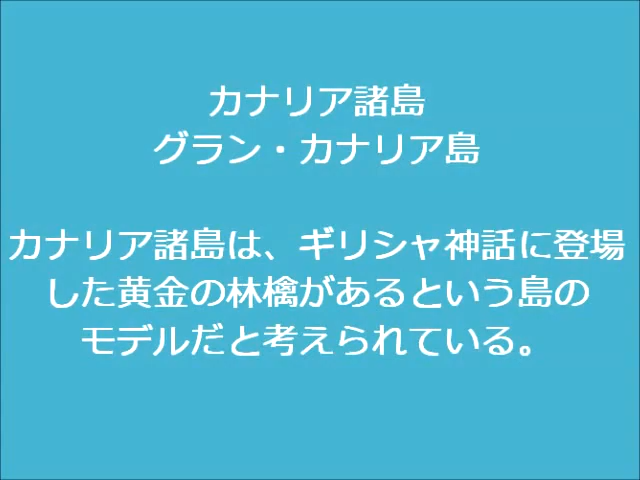 カナリア諸島
グラン・カナリア島
カナリア諸島は、ギリシャ神話に登場
した黄金の林檎があるという島の
モデルだと考えられている。